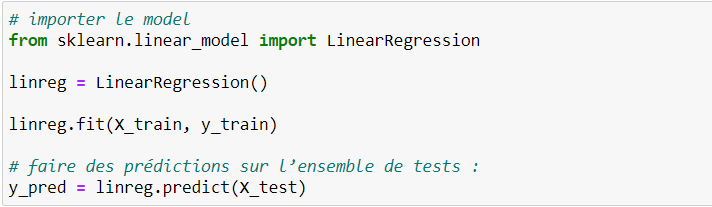 # importer le model
from sklearn.linear_model import LinearRegression
linreg = LinearRegression()
linreg.fit(X_train, y_train)
# faire des prédictions sur l’ensemble de tests :
y_pred = linreg.predict(X_test)